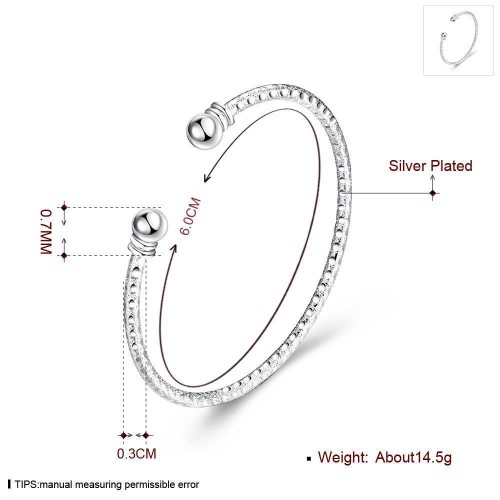 Silver Plated
6.0CM
0.7MM
0.3CM
Weight: About14.5g
TIPS:manual measuring permissible error